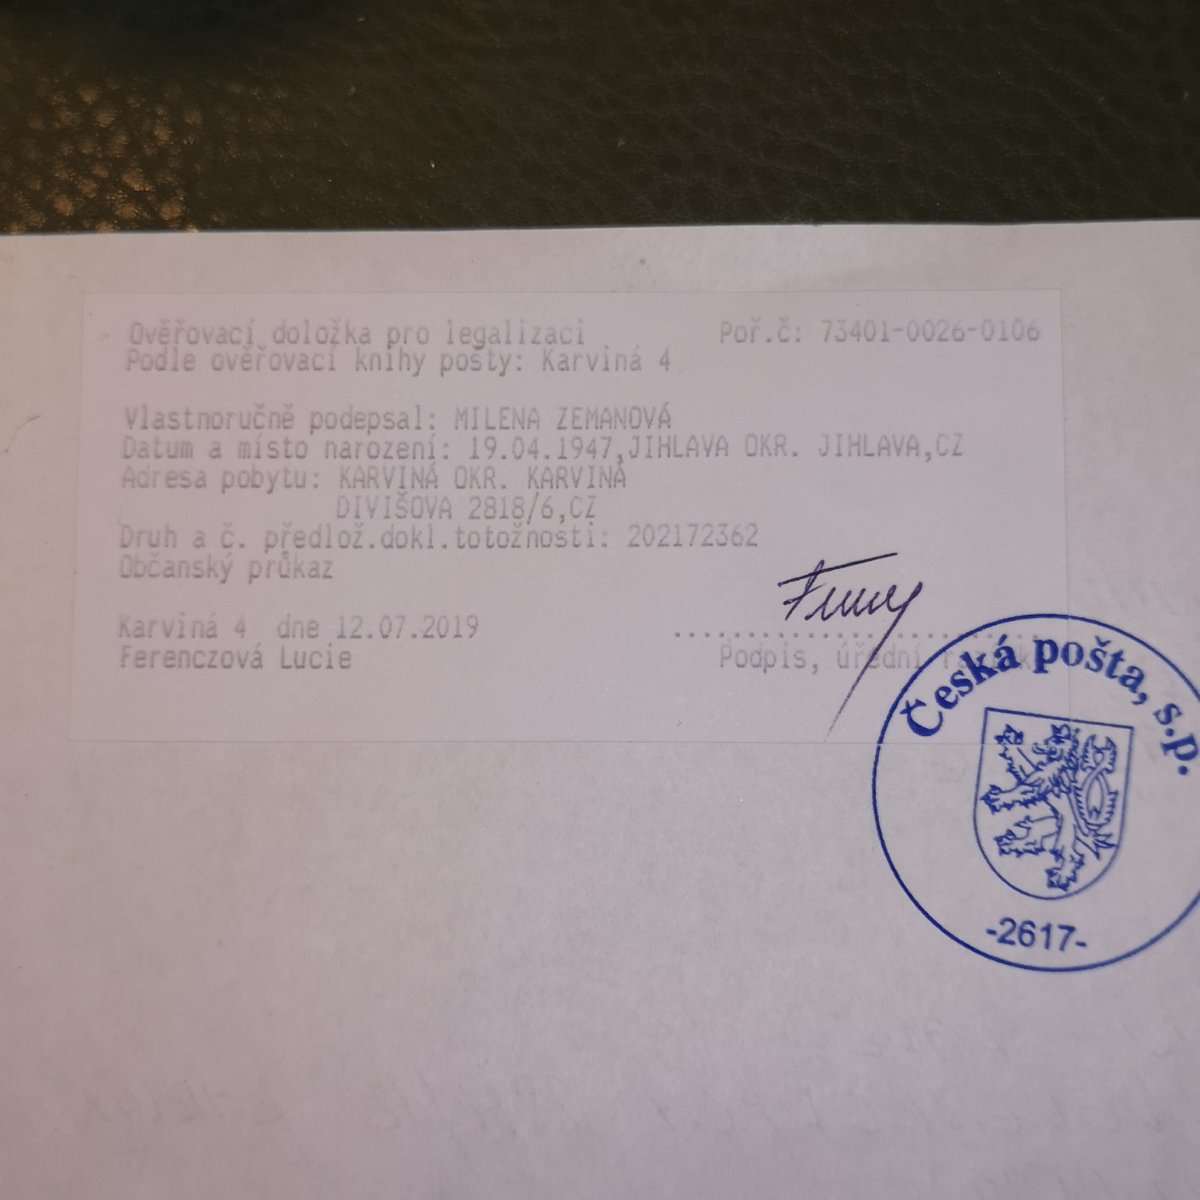 Ověřovací doložka pro legalizaci Poř.č: 73401-0026-0106
Podle ověřovací knihy pošty: Karviná 4
Vlastnoručně podepsal: MILENA ZEMANOVÁ
Datum a místo narození: 19.04.1947,JIHLAVA OKR. JIHLAVA,CZ
Adresa pobytu: KARVINÁ OKR. KARVINÁ
DIVIŠOVA 2818/6,CZ
Druh a č. předlož.dokl.totožnosti: 202172362
Občanský průkaz
Karviná 4 dne 12.07.2019
Ferenczová Lucie
Podpis, úřední
Česká pošta, s.p.
-2617-